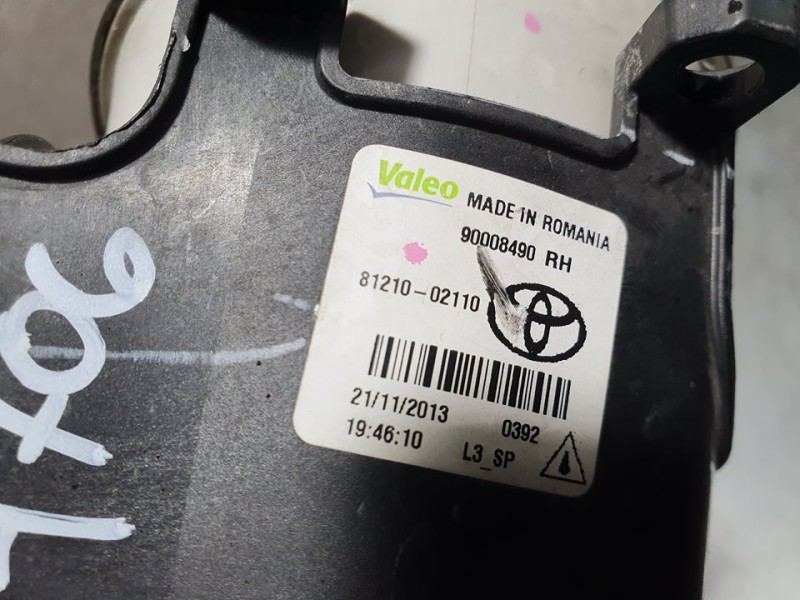 Valeo MADE IN ROMANIA
90008490 RH
81210-02110
21/11/2013 0392
19:46:10 L3_SP